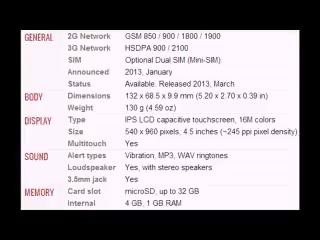 GENERAL 2G Network GSM 850 / 900 / 1800 / 1900
3G Network HSDPA 900 / 2100
SIM Optional Dual SIM (Mini-SIM)
Announced 2013, January
Status Available. Released 2013, March
BODY Dimensions 132 x 68.5 x 9.9 mm (5.20 x 2.70 x 0.39 in)
Weight 130 g (4.59 oz)
DISPLAY Type IPS LCD capacitive touchscreen, 16M colors
Size 540 x 960 pixels, 4.5 inches (~245 ppi pixel density)
Multitouch Yes
SOUND Alert types Vibration, MP3, WAV ringtones
Loudspeaker Yes, with stereo speakers
3.5mm jack Yes
MEMORY Card slot microSD, up to 32 GB
Internal 4 GB, 1 GB RAM